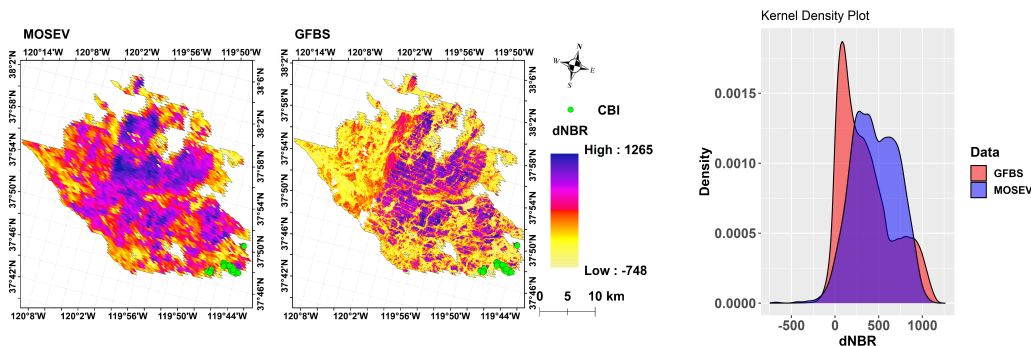 MOSEV
120°14'W 120°8'W 120°2'W 119°56'W 119°50'W
38°2'N 37°58'N 37°54'N 37°50'N 37°46'N 37°42'N
38°6'N 38°2'N 37°58'N 37°54'N 37°50'N 37°46'N
120°8'W 120°2'W 119°56'W 119°50'W 119°44'W
GFBS
120°14'W 120°8'W 120°2'W 119°56'W 119°50'W
38°2'N 37°58'N 37°54'N 37°50'N 37°46'N 37°42'N
38°6'N 38°2'N 37°58'N 37°54'N 37°50'N 37°46'N
120°8'W 120°2'W 119°56'W 119°50'W 119°44'W
N
W E
S
CBI
dNBR
High : 1265
Low : -748
0 5 10 km
Kernel Density Plot
Density
0.0015
0.0010
0.0005
0.0000
-500 0 500 1000
dNBR
Data
GFBS
MOSEV